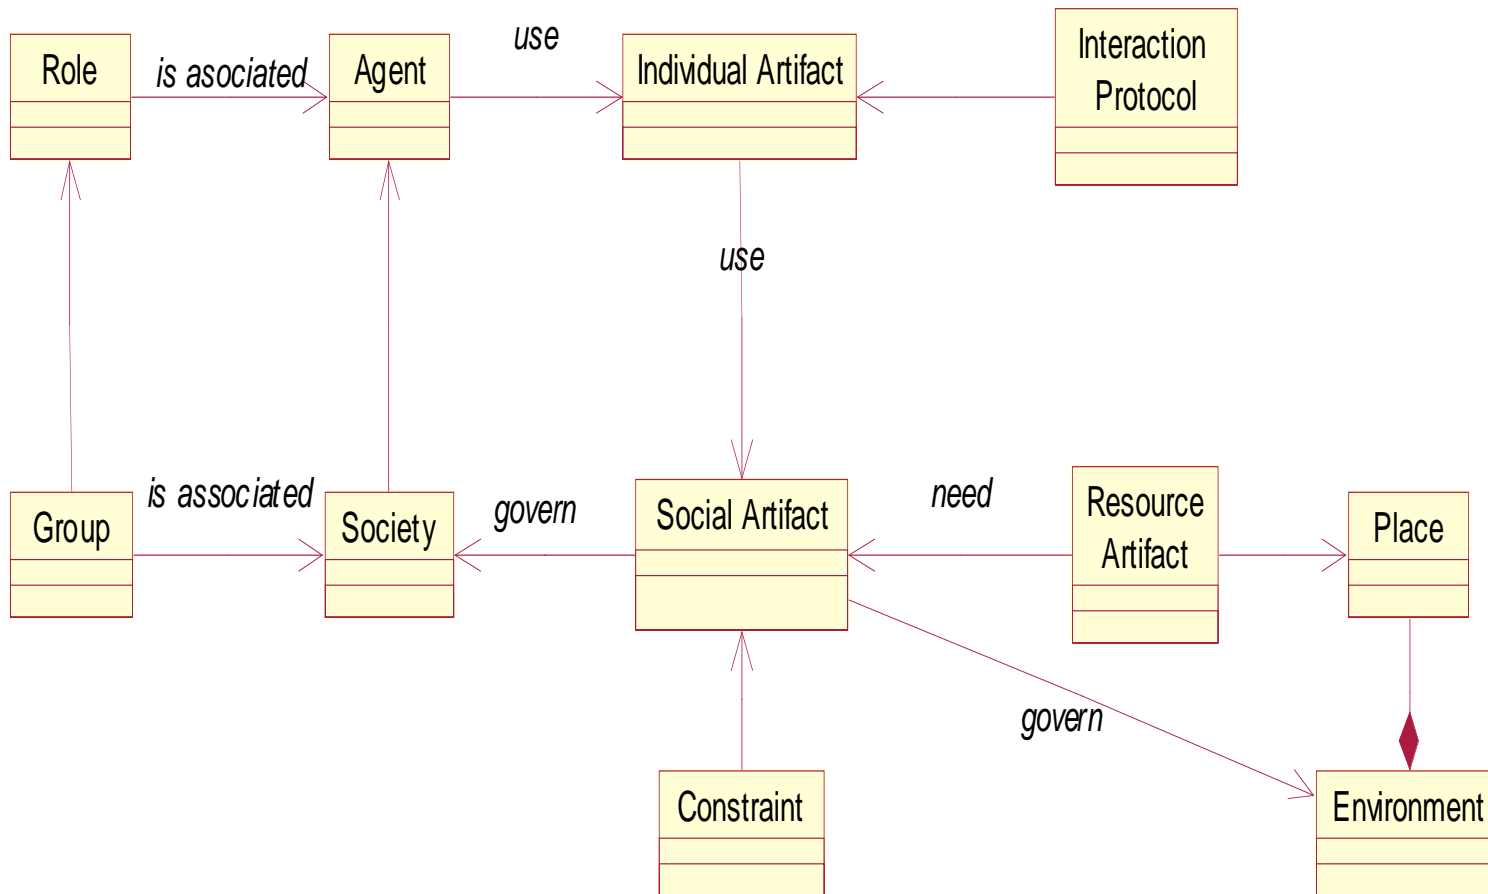 Role
is asociated
Agent
use
Individual Artifact
Interaction
Protocol
use
Group
is associated
Society
govern
Social Artifact
need
Resource
Artifact
Place
govern
Constraint
Environment